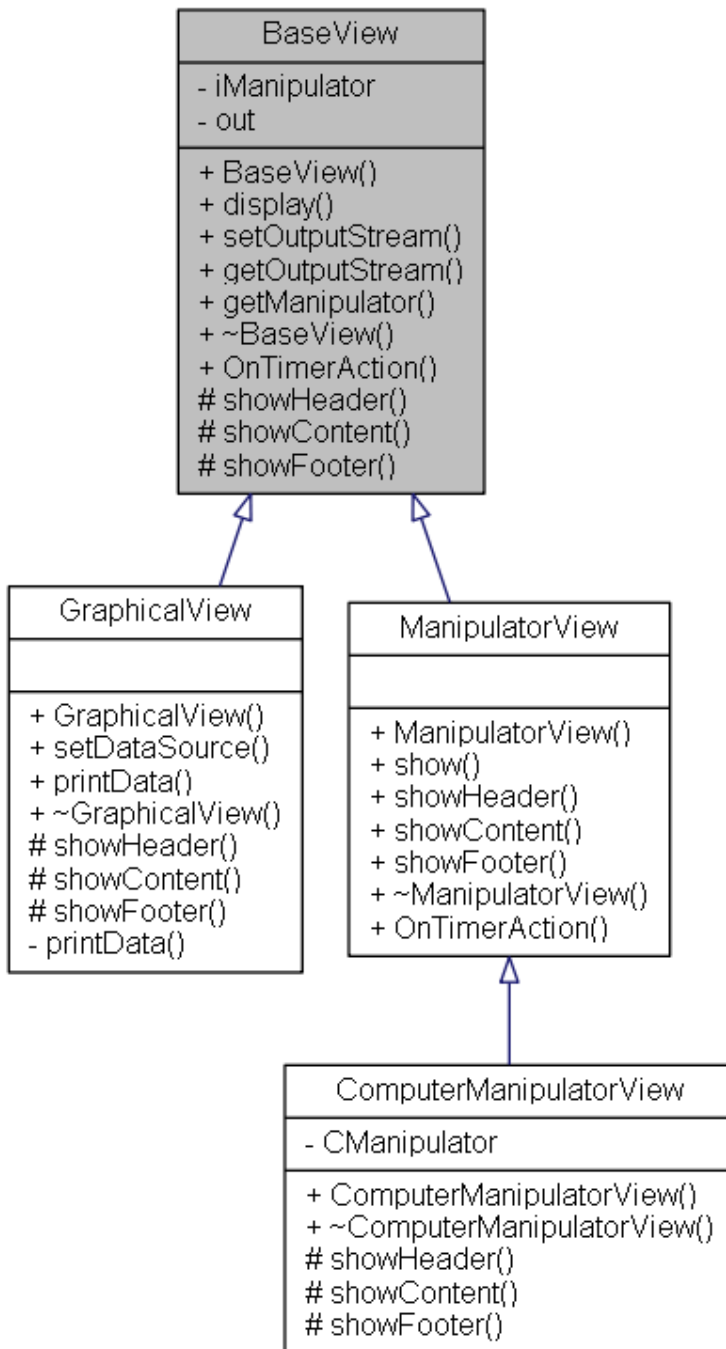 BaseView
- iManipulator
- out
+ BaseView()
+ display()
+ setOutputStream()
+ getOutputStream()
+ getManipulator()
+ ~BaseView()
+ OnTimerAction()
# showHeader()
# showContent()
# showFooter()
GraphicalView
+ GraphicalView()
+ setDataSource()
+ printData()
+ ~GraphicalView()
# showHeader()
# showContent()
# showFooter()
- printData()
ManipulatorView
+ ManipulatorView()
+ show()
+ showHeader()
+ showContent()
+ showFooter()
+ ~ManipulatorView()
+ OnTimerAction()
ComputerManipulatorView
- CManipulator
+ ComputerManipulatorView()
+ ~ComputerManipulatorView()
# showHeader()
# showContent()
# showFooter()